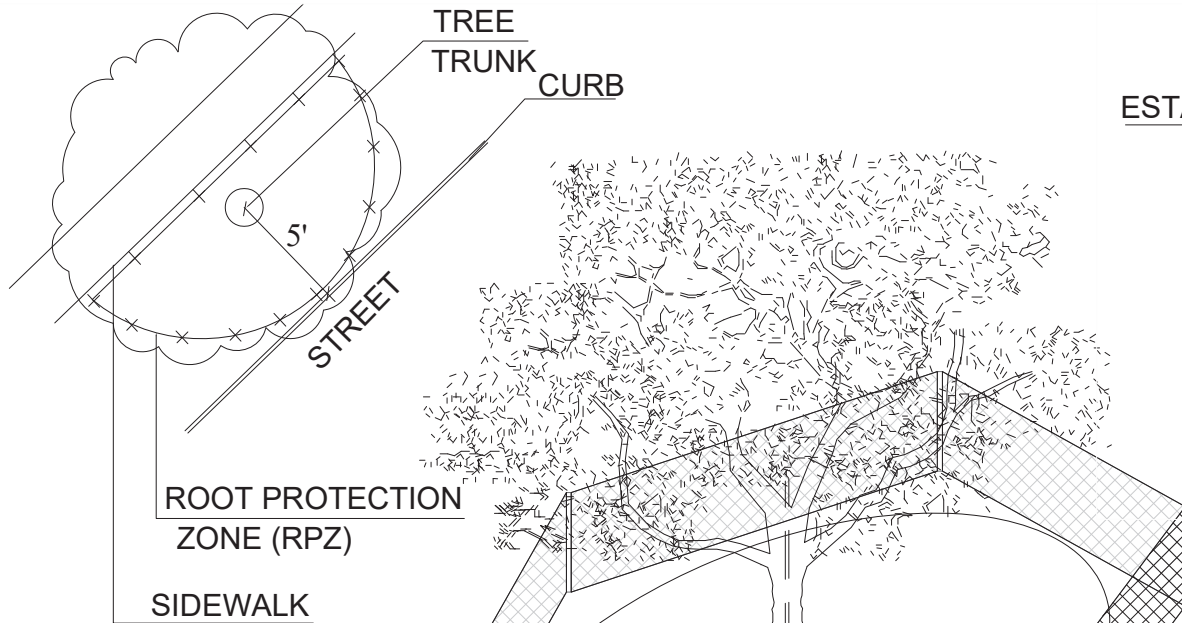 TREE
TRUNK
CURB
5'
STREET
ROOT PROTECTION
ZONE (RPZ)
SIDEWALK